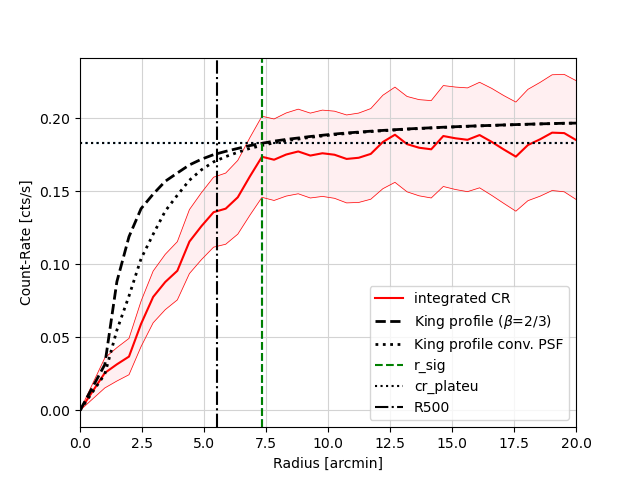 0.20
0.15
0.10
0.05
0.00
Count-Rate [cts/s]
integrated CR
King profile (β=2/3)
King profile conv. PSF
r_sig
cr_plateu
R500
0.0 2.5 5.0 7.5 10.0 12.5 15.0 17.5 20.0
Radius [arcmin]